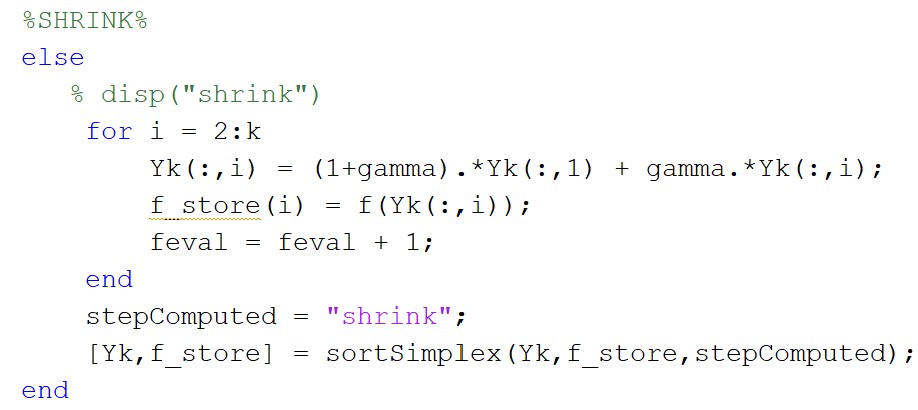 %SHRINK%
else
% disp("shrink")
for i = 2:k
Yk(:,i) = (1+gamma).*Yk(:,1) + gamma.*Yk(:,i);
f_store(i) = f(Yk(:,i));
feval = feval + 1;
end
stepComputed = "shrink";
[Yk,f_store] = sortSimplex(Yk,f_store,stepComputed);
end